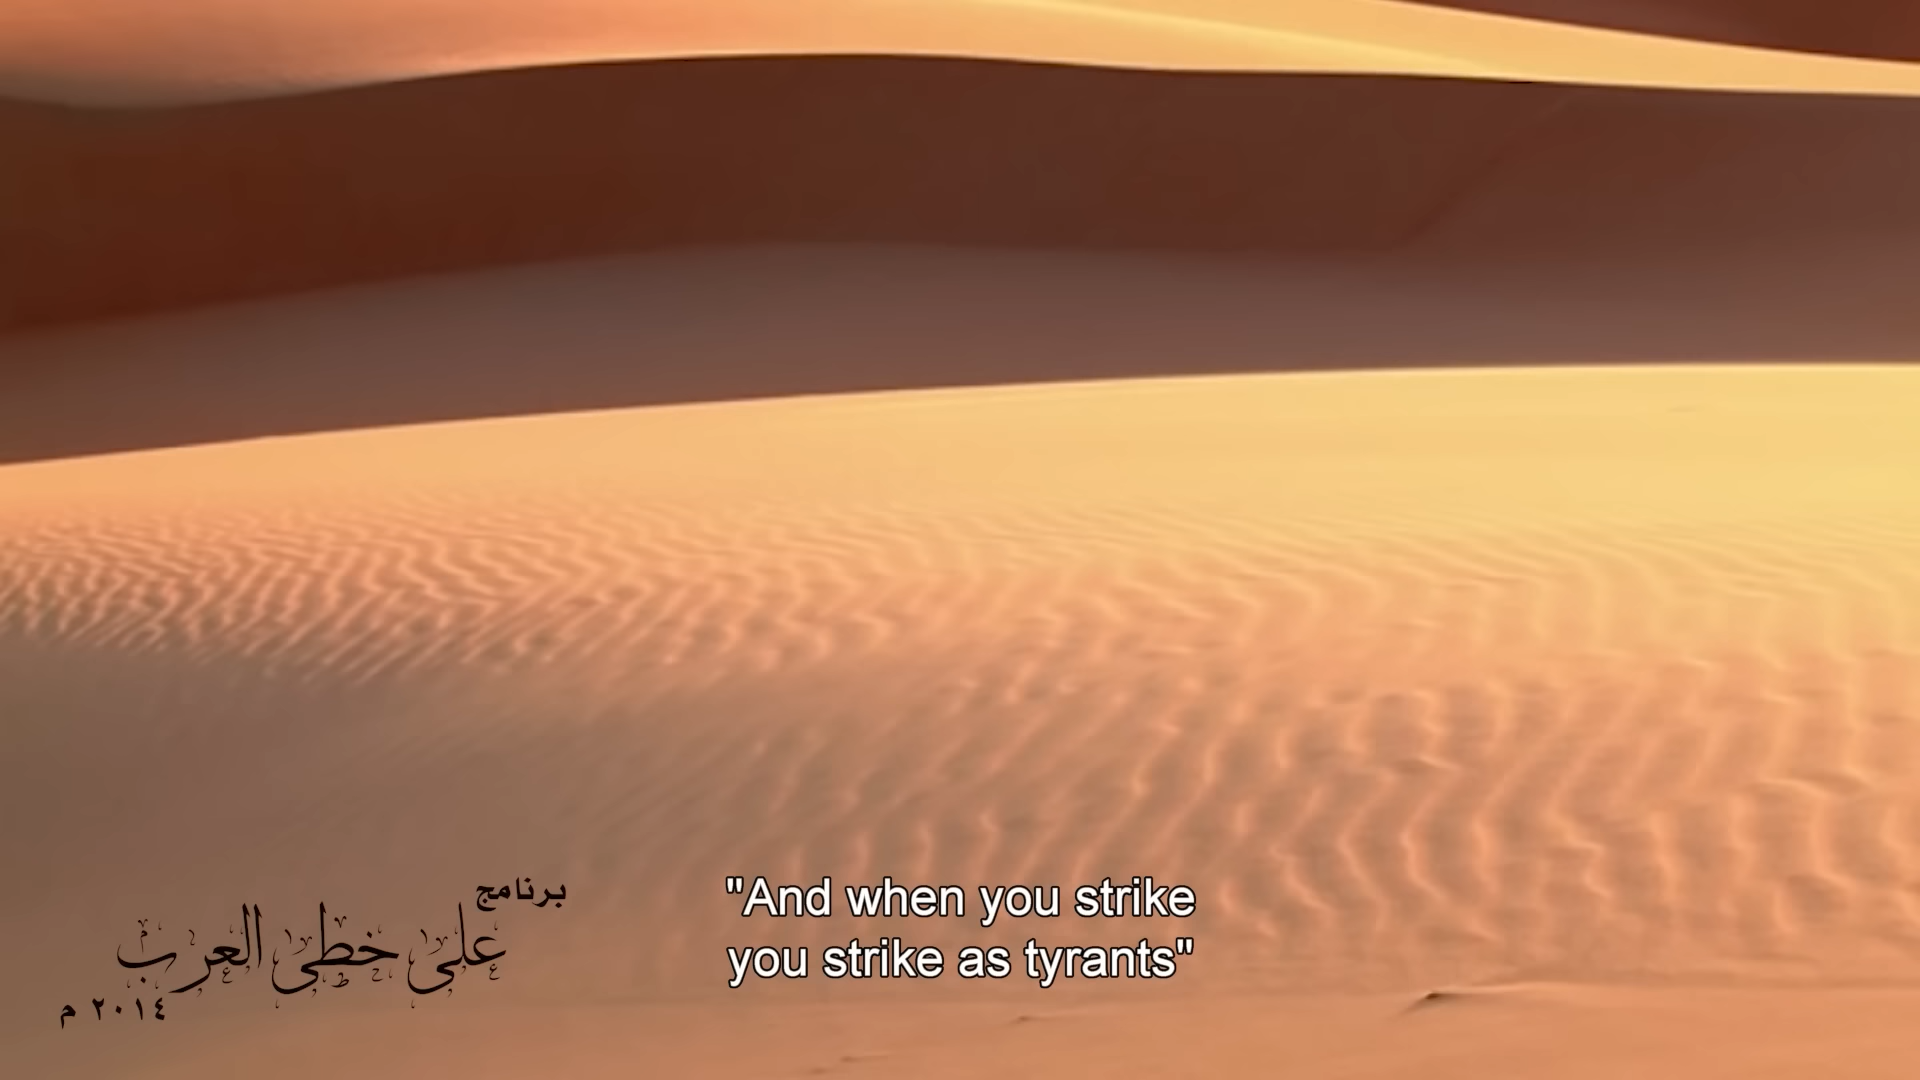 برنامج
على خطى العرب
٢٠١٤ م
"And when you strike
you strike as tyrants"